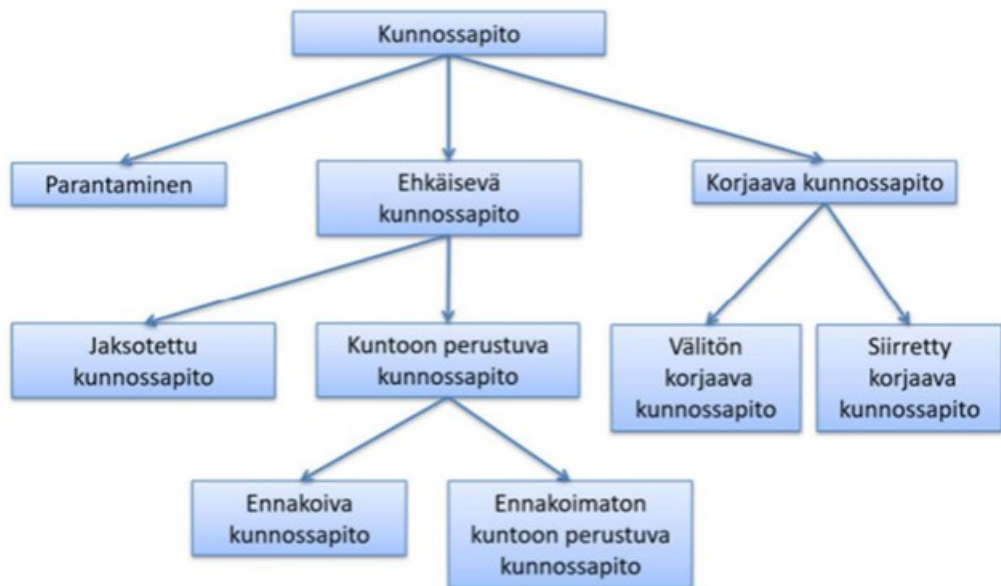 Kunnossapito
Parantaminen
Ehkäisevä
kunnossapito
Korjaava kunnossapito
Jaksotettu
kunnossapito
Kuntoon perustuva
kunnossapito
Välitön
korjaava
kunnossapito
Siirretty
korjaava
kunnossapito
Ennakoiva
kunnossapito
Ennakoimaton
kuntoon perustuva
kunnossapito